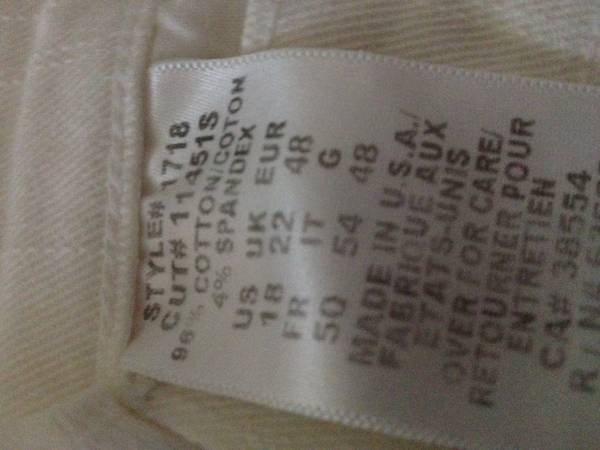 STYLE# 1718
CUT# 11451S
96% COTTON/COTON
4% SPANDEX
US UK EUR
18 22 48
FR IT G
50 54 48
MADE IN U.S.A./
FABRIQUE AUX
ETATS-UNIS
OVER FOR CARE/
RETOURNER POUR
ENTRETIEN
CA# 38554